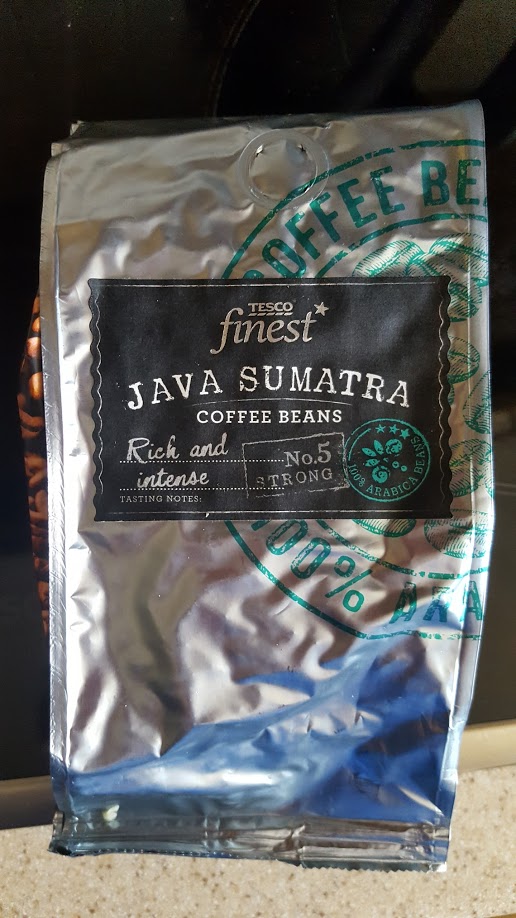 COFFEE BE
TESCO
finest*
JAVA SUMATRA
COFFEE BEANS
Rich and
intense
TASTING NOTES:
No.5
STRONG
100% ARABICA BEANS
100% ARA